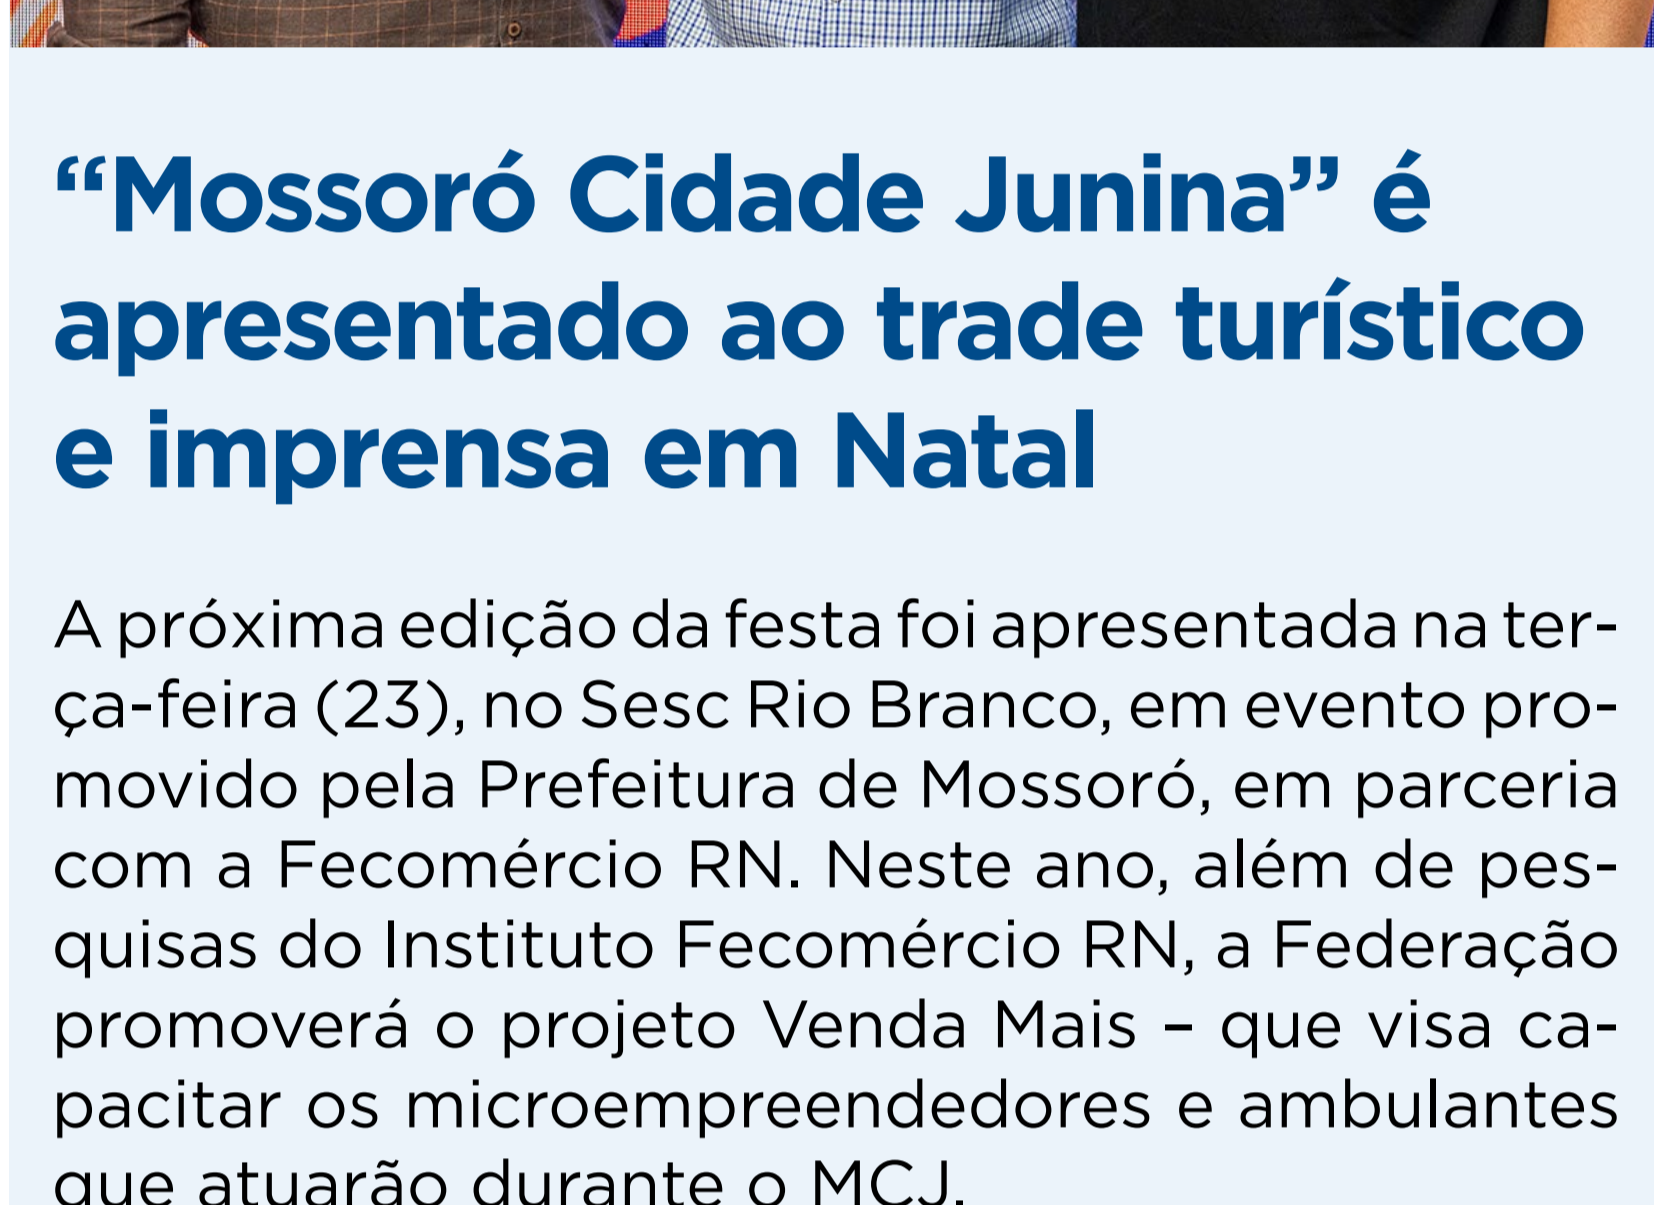 “Mossoró Cidade Junina” é
apresentado ao trade turístico
e imprensa em Natal
A próxima edição da festa foi apresentada na ter-
ça-feira (23), no Sesc Rio Branco, em evento pro-
movido pela Prefeitura de Mossoró, em parceria
com a Fecomércio RN. Neste ano, além de pes-
quisas do Instituto Fecomércio RN, a Federação
promoverá o projeto Venda Mais – que visa ca-
pacitar os microempreendedores e ambulantes
que atuarão durante o MCJ.